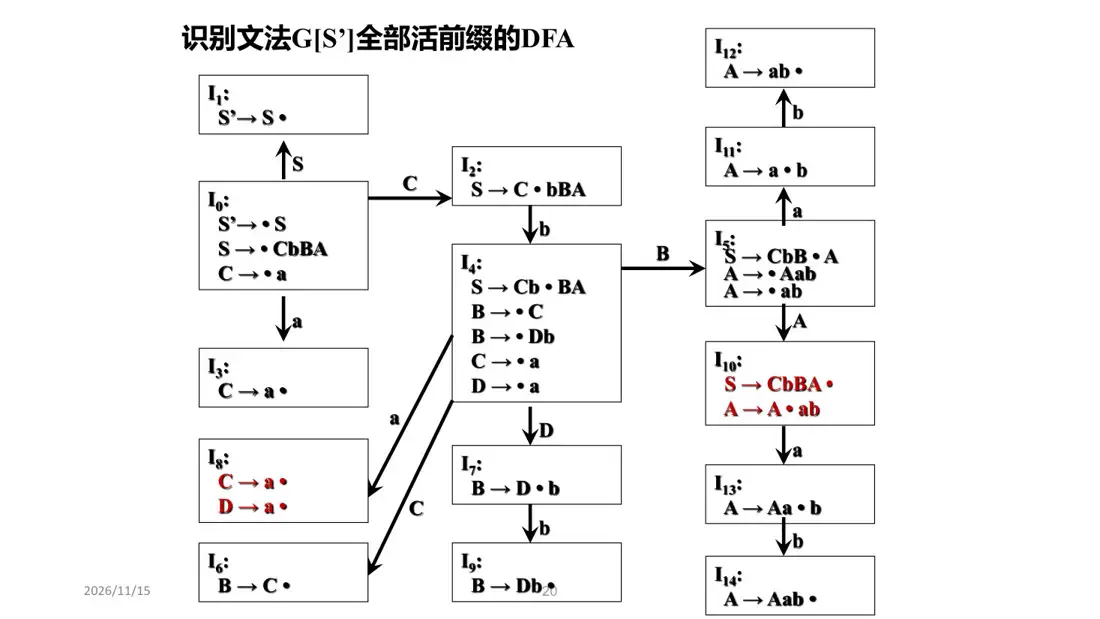 识别文法G[S’]全部活前缀的DFA
I1:
S’→ S •
S
I0:
S’→ • S
S → • CbBA
C → • a
a
I3:
C → a •
I8:
C → a •
D → a •
I6:
B → C •
C
I2:
S → C • bBA
b
I4:
S → Cb • BA
B → • C
B → • Db
C → • a
D → • a
a
C
D
I7:
B → D • b
b
I9:
B → Db •
B
I12:
A → ab •
b
I11:
A → a • b
a
I5:
S → CbB • A
A → • Aab
A → • ab
A
I10:
S → CbBA •
A → A • ab
a
I13:
A → Aa • b
b
I14:
A → Aab •
2026/11/15
20